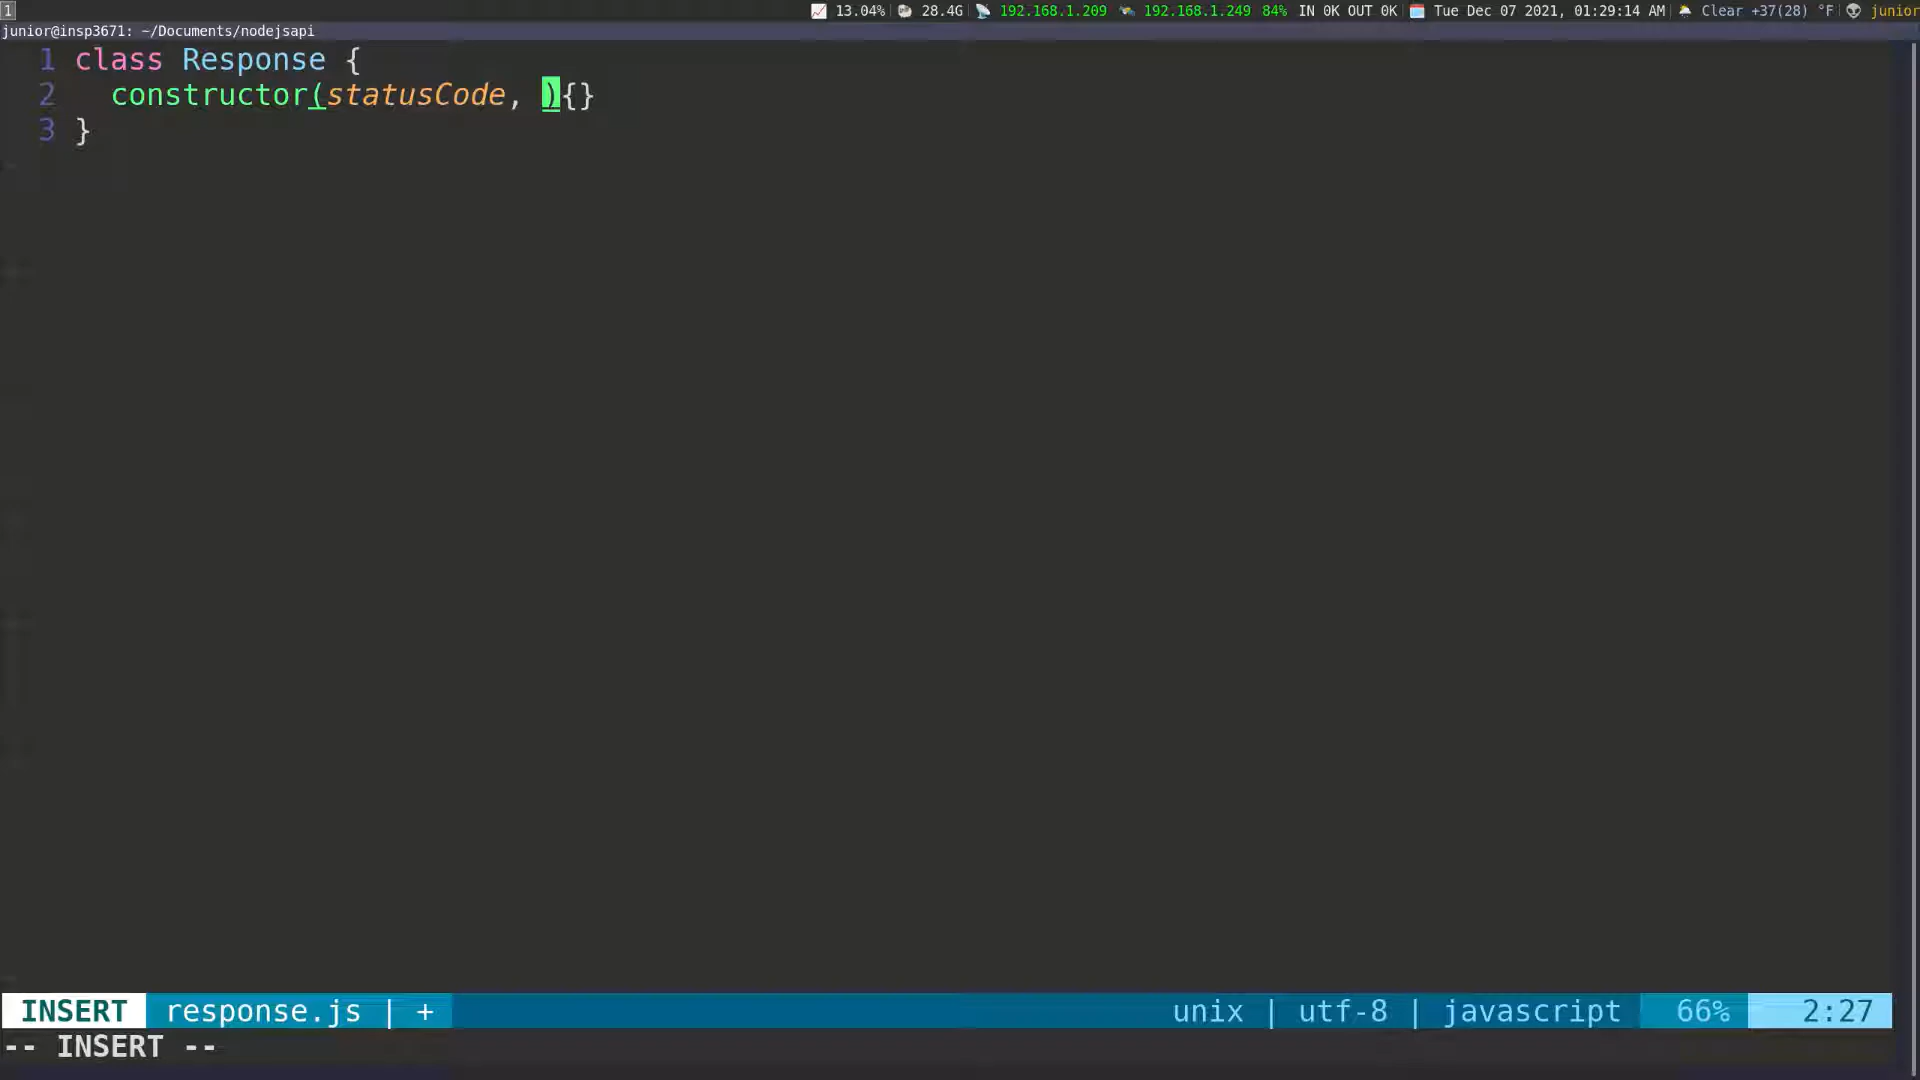 1 13.04% 28.4G 192.168.1.209 192.168.1.249 84% IN 0K OUT 0K Tue Dec 07 2021, 01:29:14 AM Clear +37(28) °F junior
junior@insp3671: ~/Documents/nodejsapi
1 class Response {
2 constructor(statusCode, ){}
3 }
INSERT response.js | + unix | utf-8 | javascript 66% 2:27
-- INSERT --